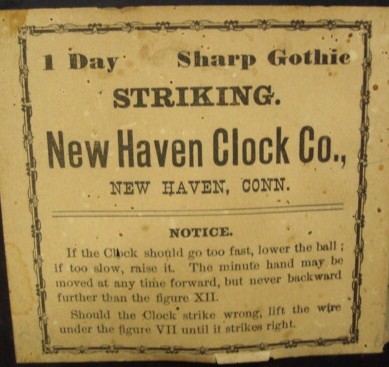 1 Day Sharp Gothic
STRIKING.
New Haven Clock Co.,
NEW HAVEN, CONN.
NOTICE.
If the Clock should go too fast, lower the ball ;
if too slow, raise it. The minute hand may be
moved at any time forward, but never backward
further than the figure XII.
Should the Clock strike wrong, lift the wire
under the figure VII until it strikes right.